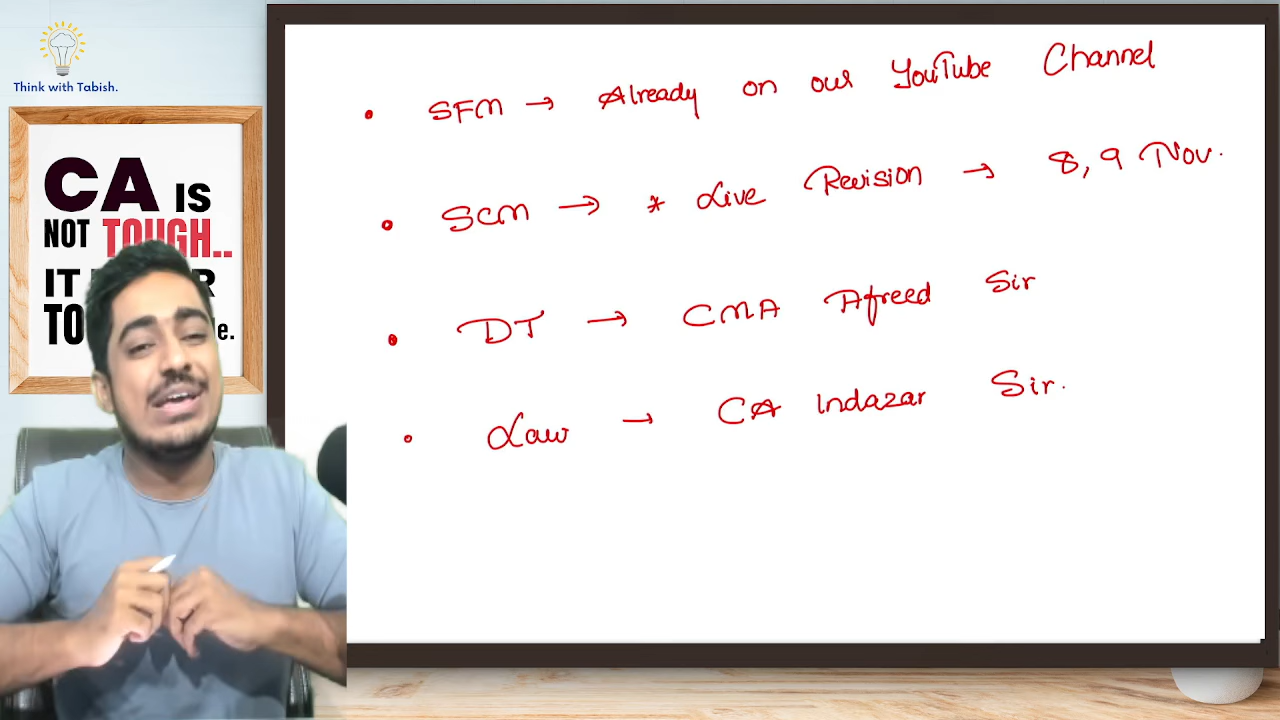 Think with Tabish.
CA IS
NOT TOUGH..
IT
R
TO
e.
• SFM → Already on our YouTube Channel
• SCM → * Live Revision → 8, 9 Nov.
• DT → CMA Afreed Sir
• Law → CA Indazar Sir.